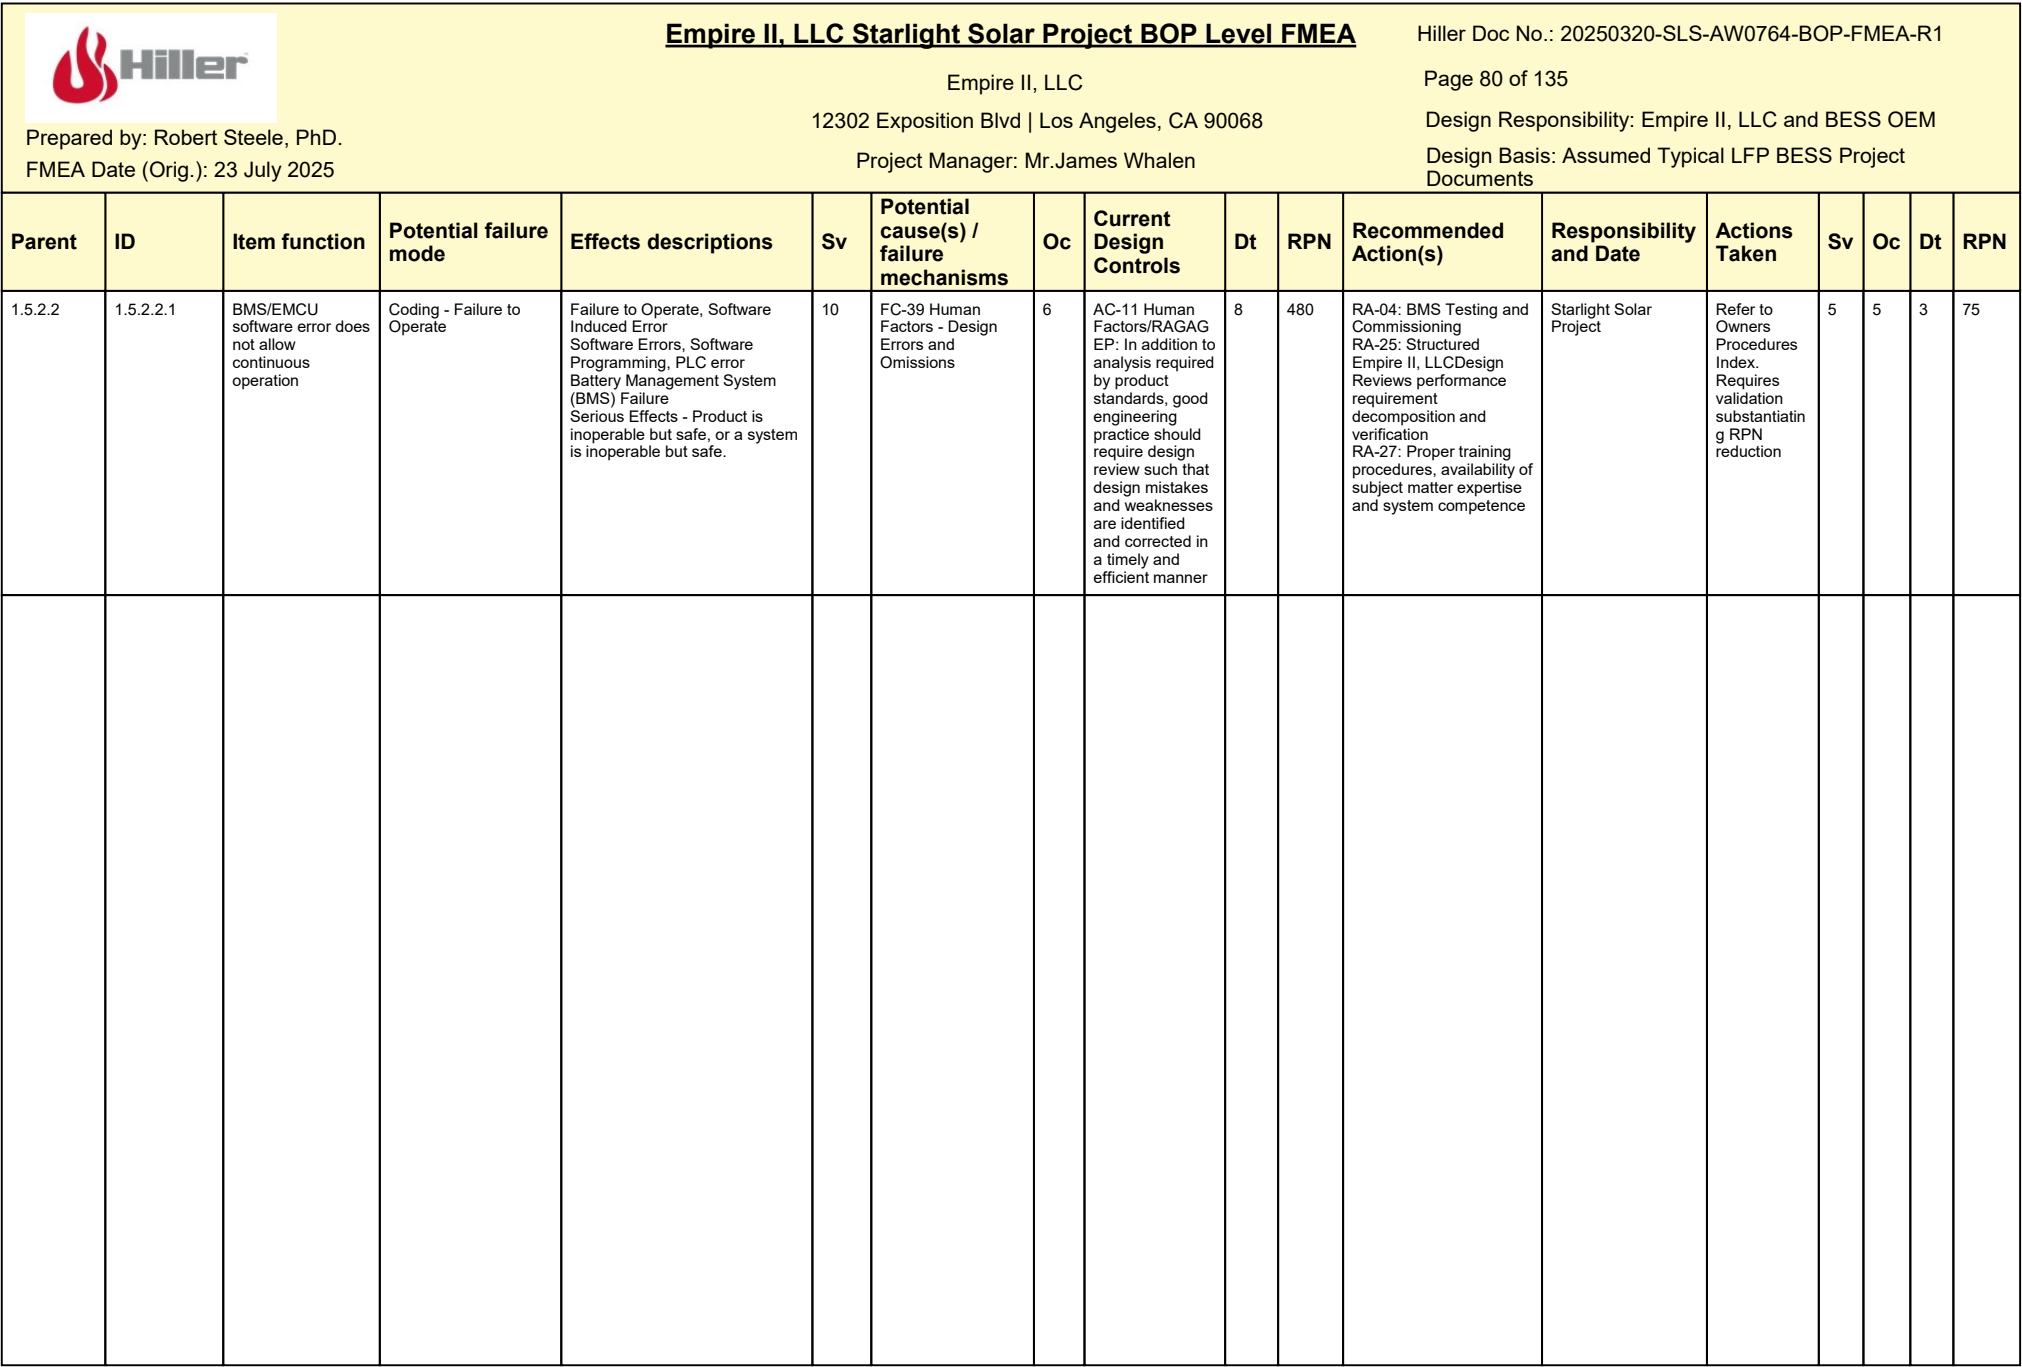 Hiller
Prepared by: Robert Steele, PhD.
FMEA Date (Orig.): 23 July 2025
Empire II, LLC Starlight Solar Project BOP Level FMEA
Empire II, LLC
12302 Exposition Blvd | Los Angeles, CA 90068
Project Manager: Mr.James Whalen
Hiller Doc No.: 20250320-SLS-AW0764-BOP-FMEA-R1
Page 80 of 135
Design Responsibility: Empire II, LLC and BESS OEM
Design Basis: Assumed Typical LFP BESS Project
Documents
Parent
ID
Item function
Potential failure
mode
Effects descriptions
Sv
Potential
cause(s) /
failure
mechanisms
Oc
Current
Design
Controls
Dt
RPN
Recommended
Action(s)
Responsibility
and Date
Actions
Taken
Sv
Oc
Dt
RPN
1.5.2.2
1.5.2.2.1
BMS/EMCU
software error does
not allow
continuous
operation
Coding - Failure to
Operate
Failure to Operate, Software
Induced Error
Software Errors, Software
Programming, PLC error
Battery Management System
(BMS) Failure
Serious Effects - Product is
inoperable but safe, or a system
is inoperable but safe.
10
FC-39 Human
Factors - Design
Errors and
Omissions
6
AC-11 Human
Factors/RAGAG
EP: In addition to
analysis required
by product
standards, good
engineering
practice should
require design
review such that
design mistakes
and weaknesses
are identified
and corrected in
a timely and
efficient manner
8
480
RA-04: BMS Testing and
Commissioning
RA-25: Structured
Empire II, LLCDesign
Reviews performance
requirement
decomposition and
verification
RA-27: Proper training
procedures, availability of
subject matter expertise
and system competence
Starlight Solar
Project
Refer to
Owners
Procedures
Index.
Requires
validation
substantiatin
g RPN
reduction
5
5
3
75